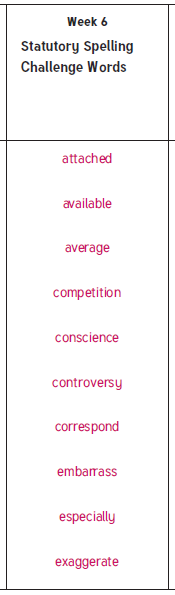 Week 6
Statutory Spelling
Challenge Words
attached
available
average
competition
conscience
controversy
correspond
embarrass
especially
exaggerate